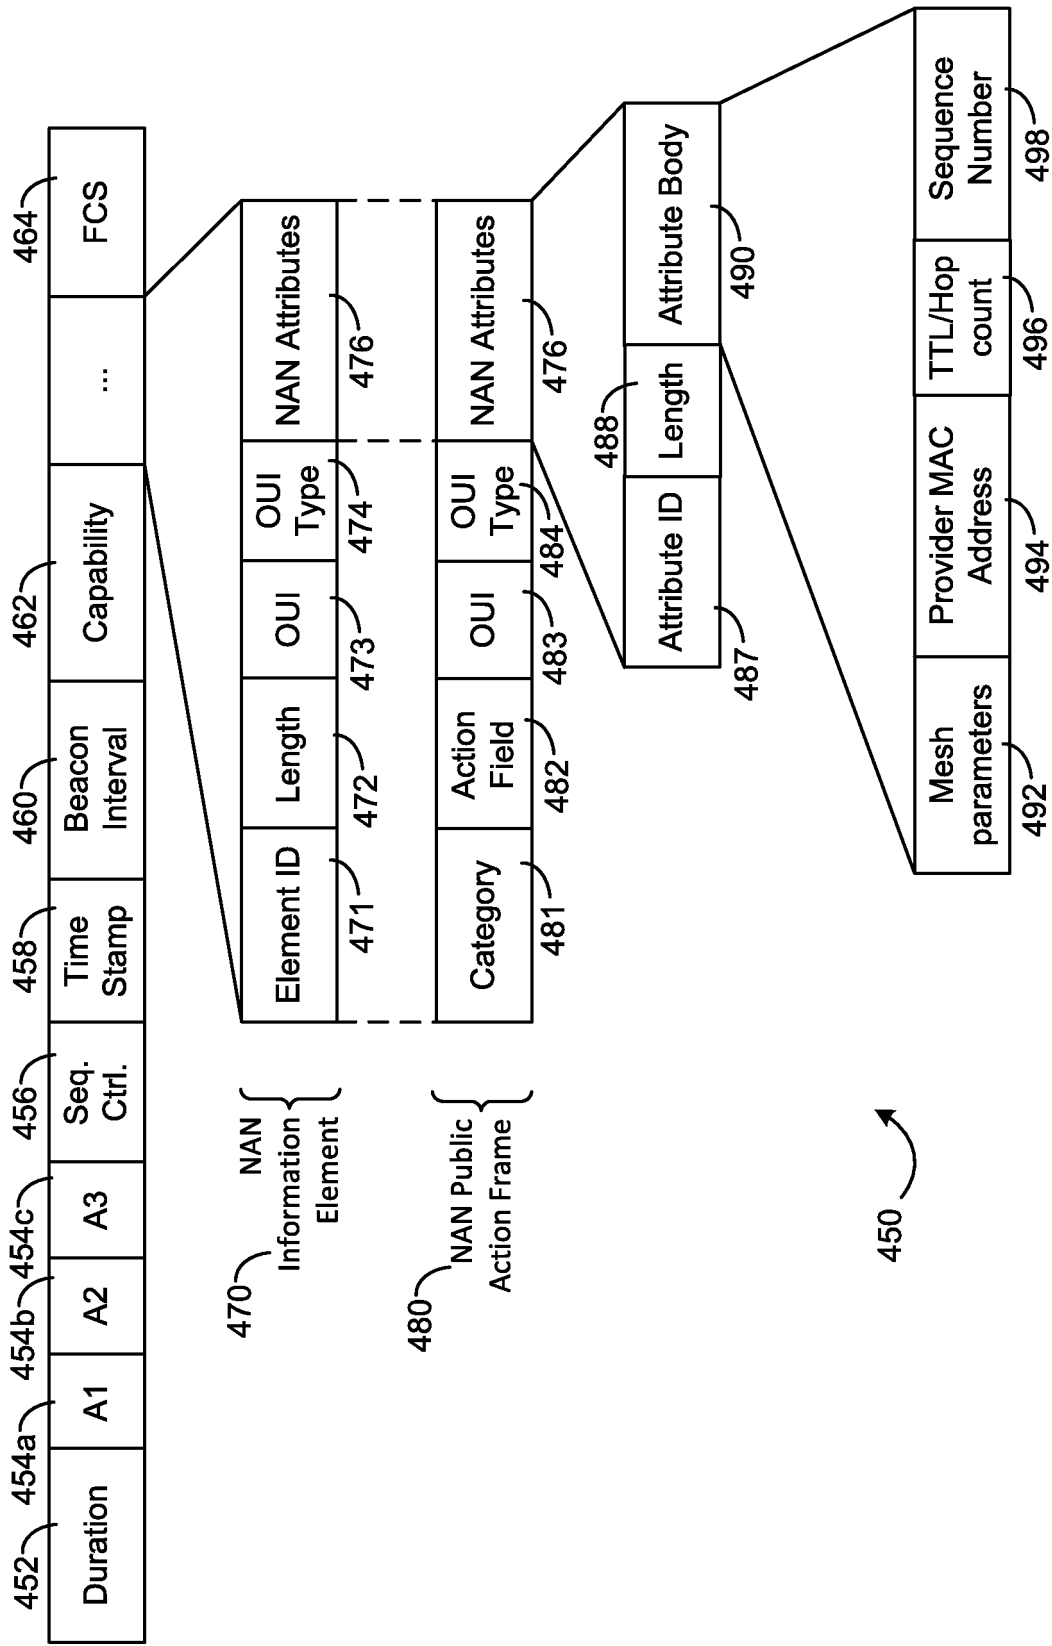 452 454a 454b 454c 456 458 460 462 464
Duration A1 A2 A3 Seq. Ctrl. Time Stamp Beacon Interval Capability ... FCS
470
NAN
Information
Element
Element ID Length OUI OUI Type NAN Attributes
471 472 473 474 476
480
NAN Public
Action Frame
Category Action Field OUI OUI Type NAN Attributes
481 482 483 484 476
488
Attribute ID Length Attribute Body
487 490
Mesh parameters Provider MAC Address TTL/Hop count Sequence Number
492 494 496 498
450